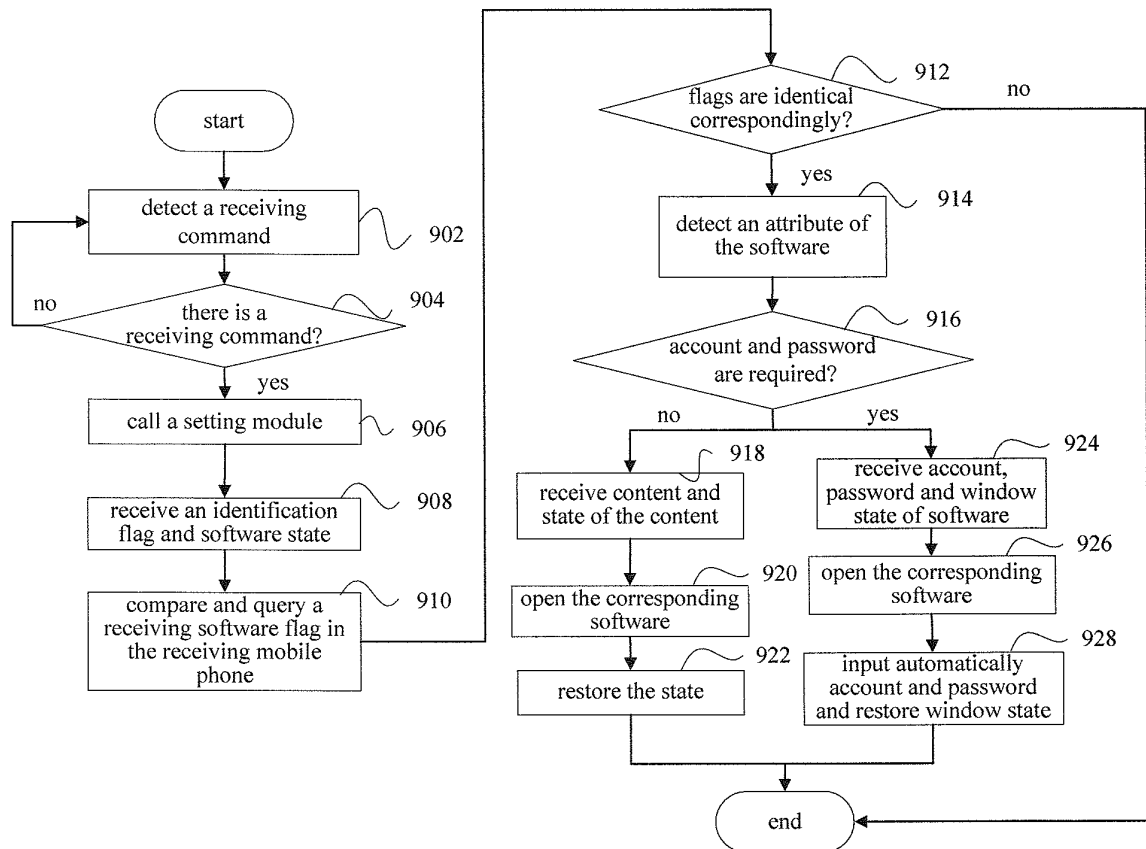 start
detect a receiving
command
902
no
904
there is a
receiving command?
yes
call a setting module
906
908
receive an identification
flag and software state
910
compare and query a
receiving software flag in
the receiving mobile
phone
912
no
flags are identical
correspondingly?
yes
914
detect an attribute of
the software
916
account and password
are required?
no
yes
918
receive content and
state of the content
920
open the corresponding
software
922
restore the state
924
receive account,
password and window
state of software
926
open the corresponding
software
928
input automatically
account and password
and restore window state
end